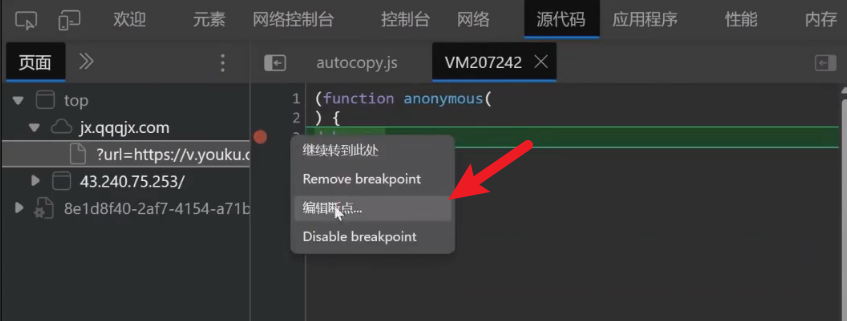 欢迎 元素 网络控制台 控制台 网络 源代码 应用程序 性能 内存
页面 autocopy.js VM207242
top
jx.qqqjx.com
?url=https://v.youku.c
43.240.75.253/
8e1d8f40-2af7-4154-a71b
1 (function anonymous(
2 ) {
继续转到此处
Remove breakpoint
编辑断点...
Disable breakpoint